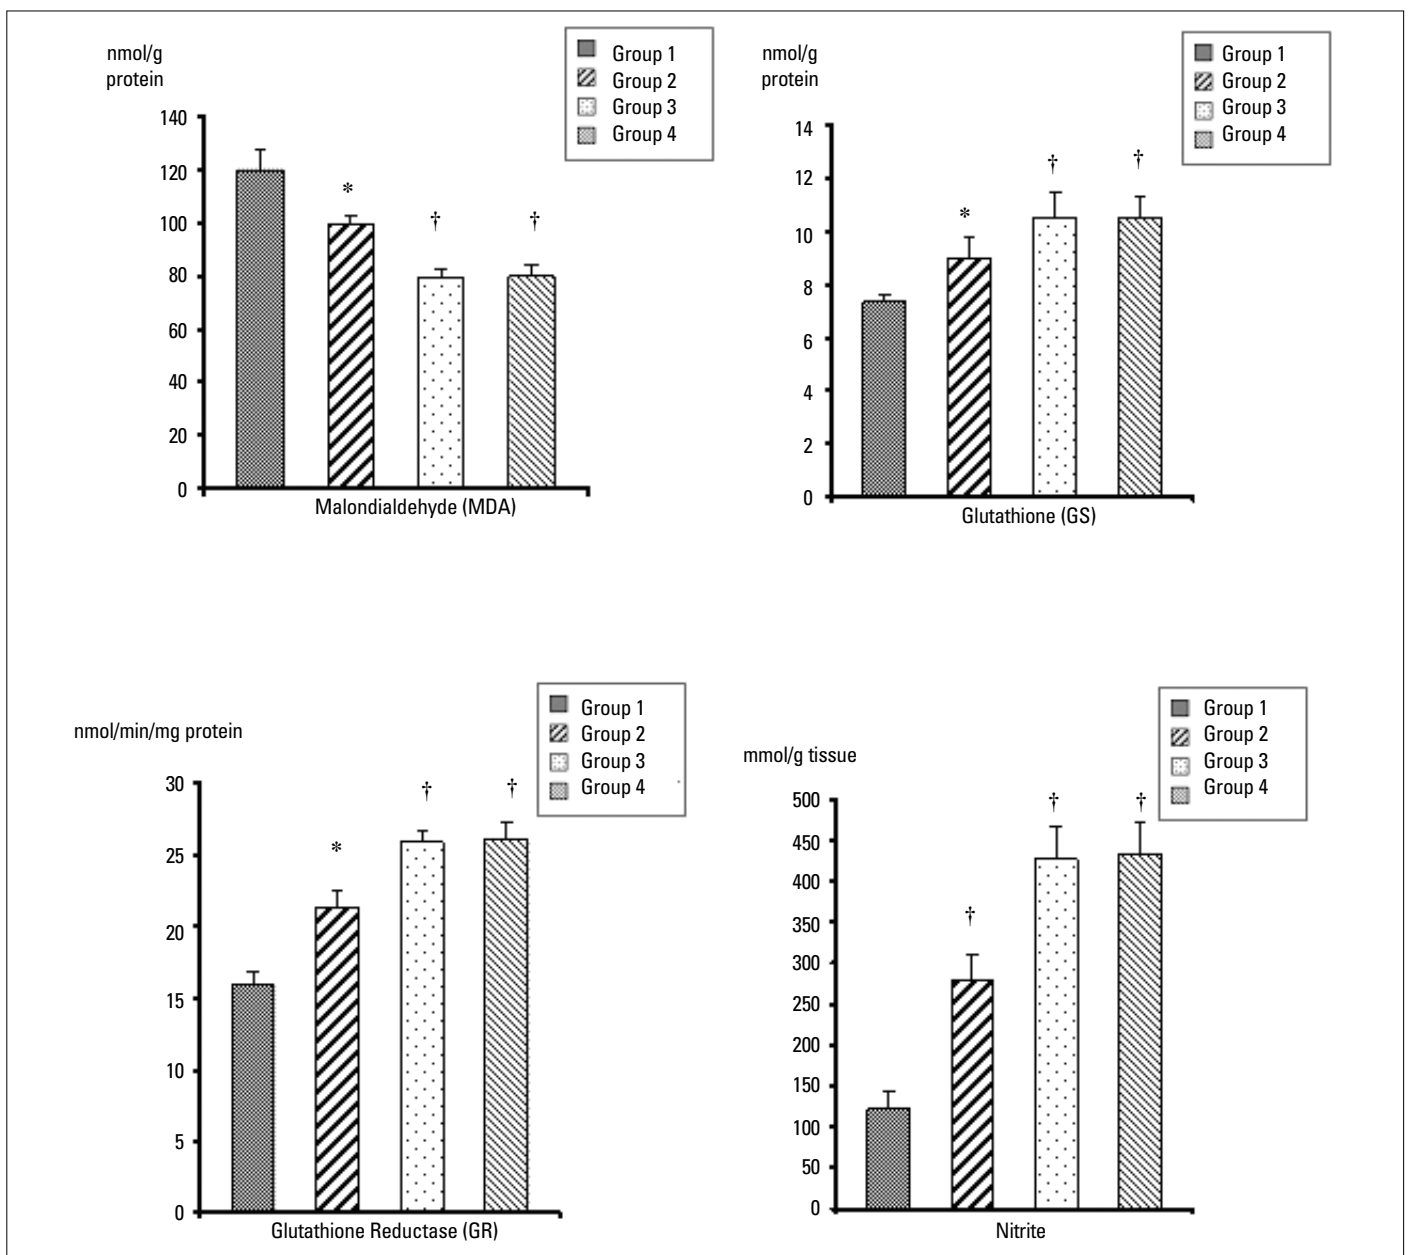 nmol/g
protein
Group 1
Group 2
Group 3
Group 4
140
120
100
80
60
40
20
0
*
†
†
Malondialdehyde (MDA)
nmol/g
protein
Group 1
Group 2
Group 3
Group 4
14
12
10
8
6
4
2
0
*
†
†
Glutathione (GS)
nmol/min/mg protein
Group 1
Group 2
Group 3
Group 4
30
25
20
15
10
5
0
*
†
†
Glutathione Reductase (GR)
mmol/g tissue
Group 1
Group 2
Group 3
Group 4
500
450
400
350
300
250
200
150
100
50
0
†
†
†
Nitrite